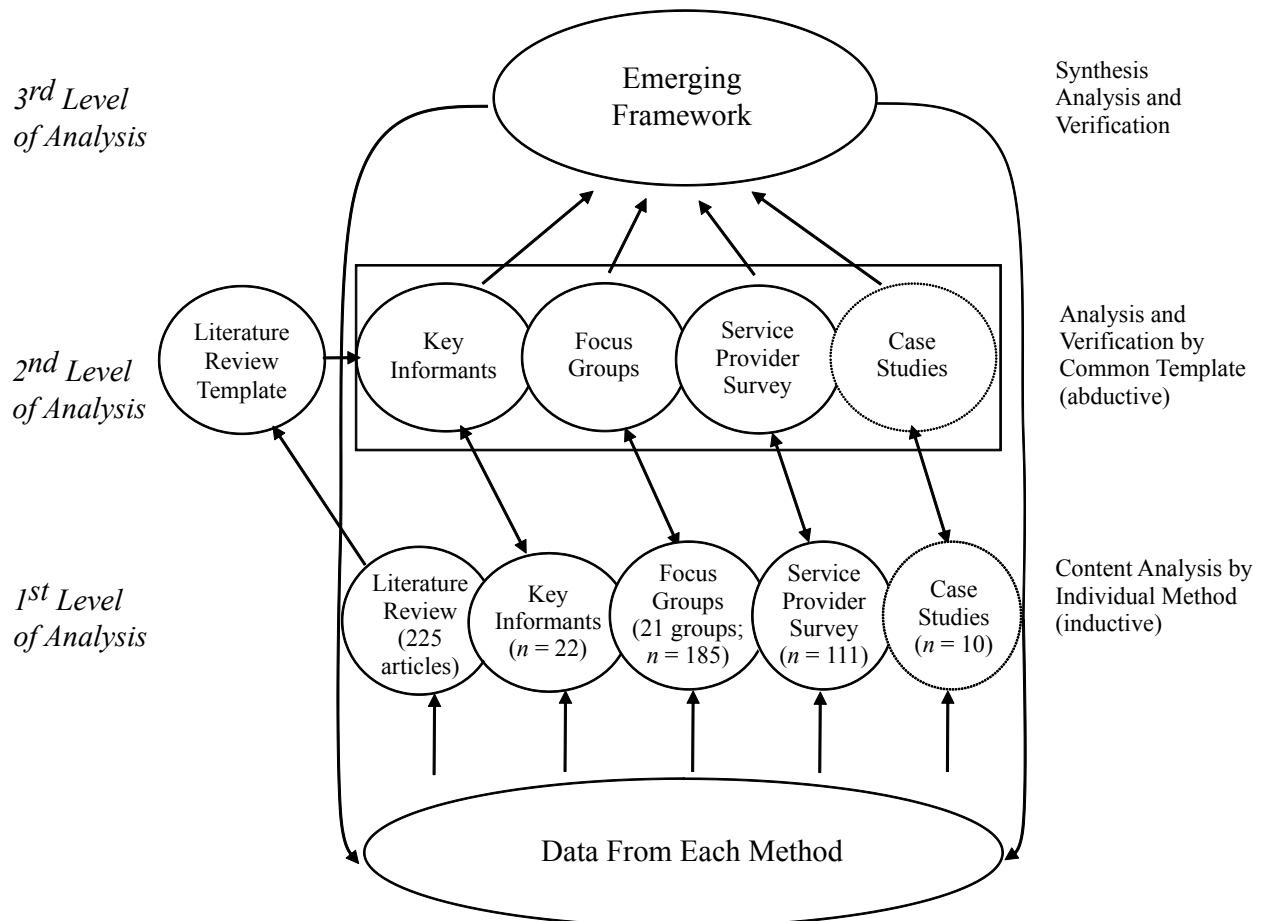 3rd Level
of Analysis
Emerging
Framework
Synthesis
Analysis and
Verification
2nd Level
of Analysis
Literature
Review
Template
Key
Informants
Focus
Groups
Service
Provider
Survey
Case
Studies
Analysis and
Verification by
Common Template
(abductive)
1st Level
of Analysis
Literature
Review
(225
articles)
Key
Informants
(n = 22)
Focus
Groups
(21 groups;
n = 185)
Service
Provider
Survey
(n = 111)
Case
Studies
(n = 10)
Content Analysis by
Individual Method
(inductive)
Data From Each Method